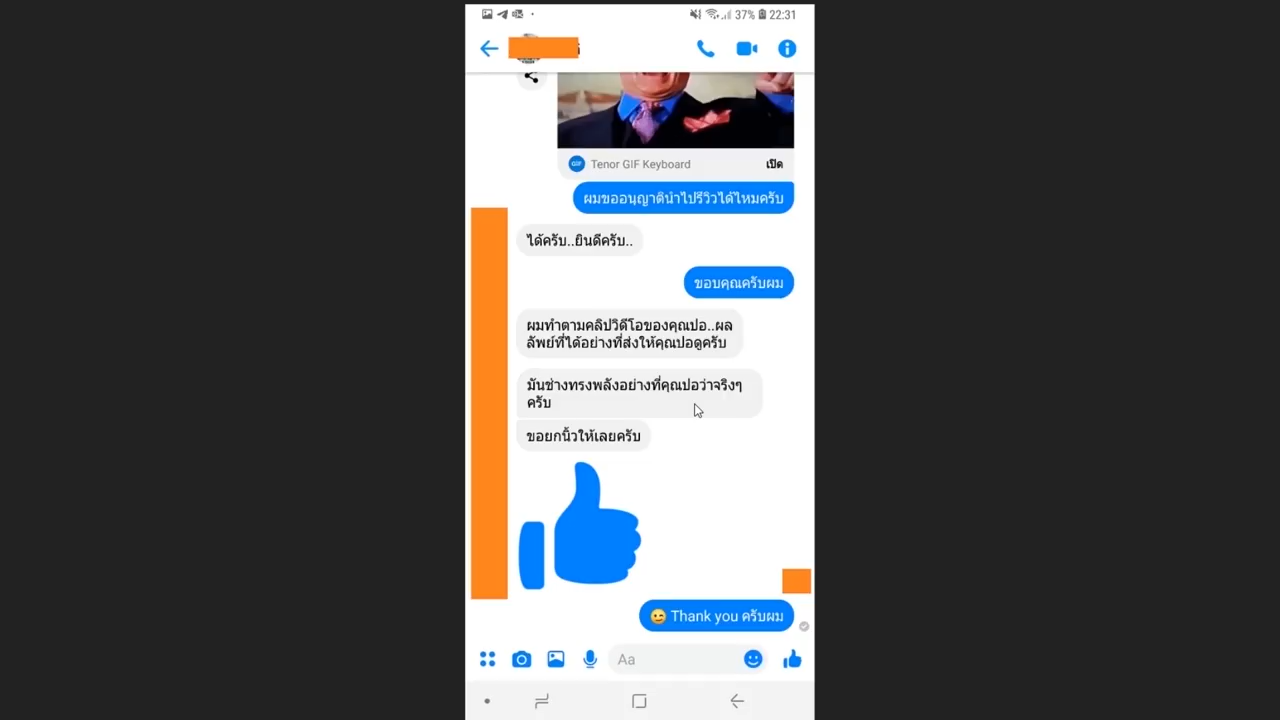 37% 22:31
Tenor GIF Keyboard เปิด
ผมขออนุญาตินำไปรีวิวได้ไหมครับ
ได้ครับ..ยินดีครับ..
ขอบคุณครับผม
ผมทำตามคลิปวิดีโอของคุณปอ..ผล
ลัพย์ที่ได้อย่างที่ส่งให้คุณปอดูครับ
มันช่างทรงพลังอย่างที่คุณปอว่าจริงๆ
ครับ
ขอยกนิ้วให้เลยครับ
Thank you ครับผม
Aa